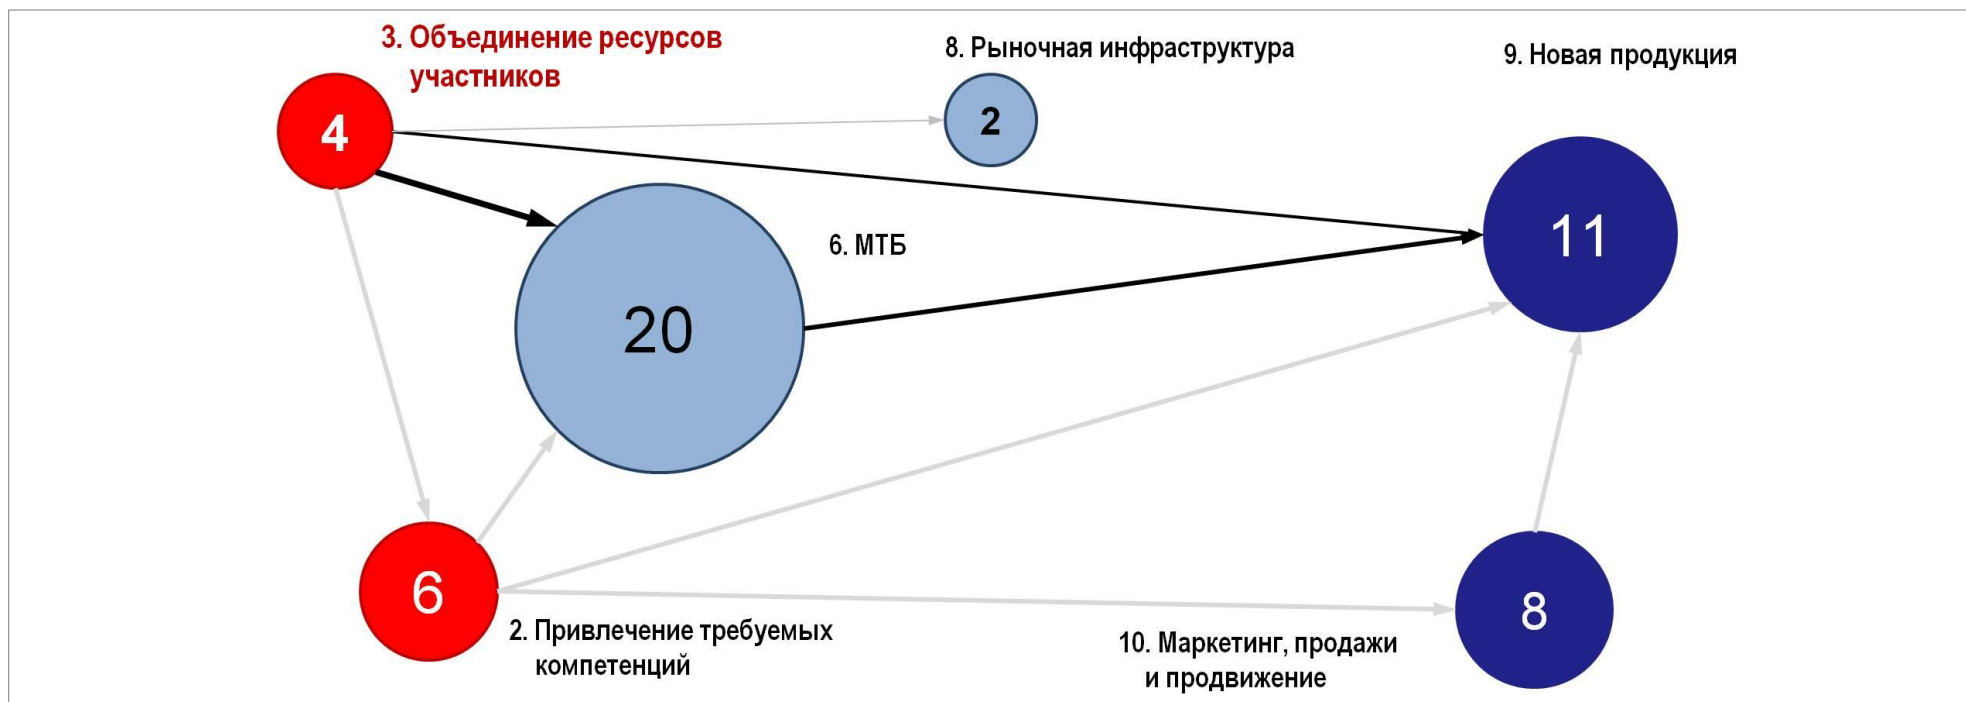 3. Объединение ресурсов
участников
8. Рыночная инфраструктура
9. Новая продукция
4
2
11
6. МТБ
20
6
2. Привлечение требуемых
компетенций
10. Маркетинг, продажи
и продвижение
8